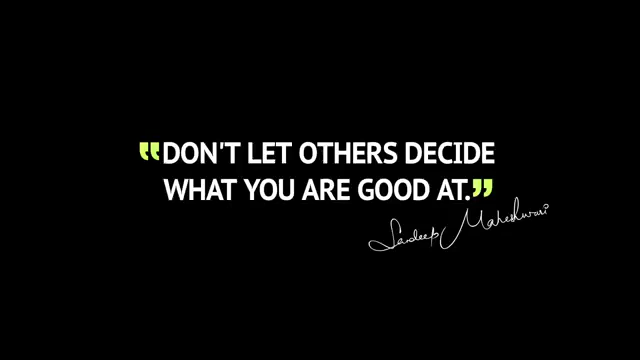 ❝DON'T LET OTHERS DECIDE
WHAT YOU ARE GOOD AT.❞
Sandeep Maheshwari